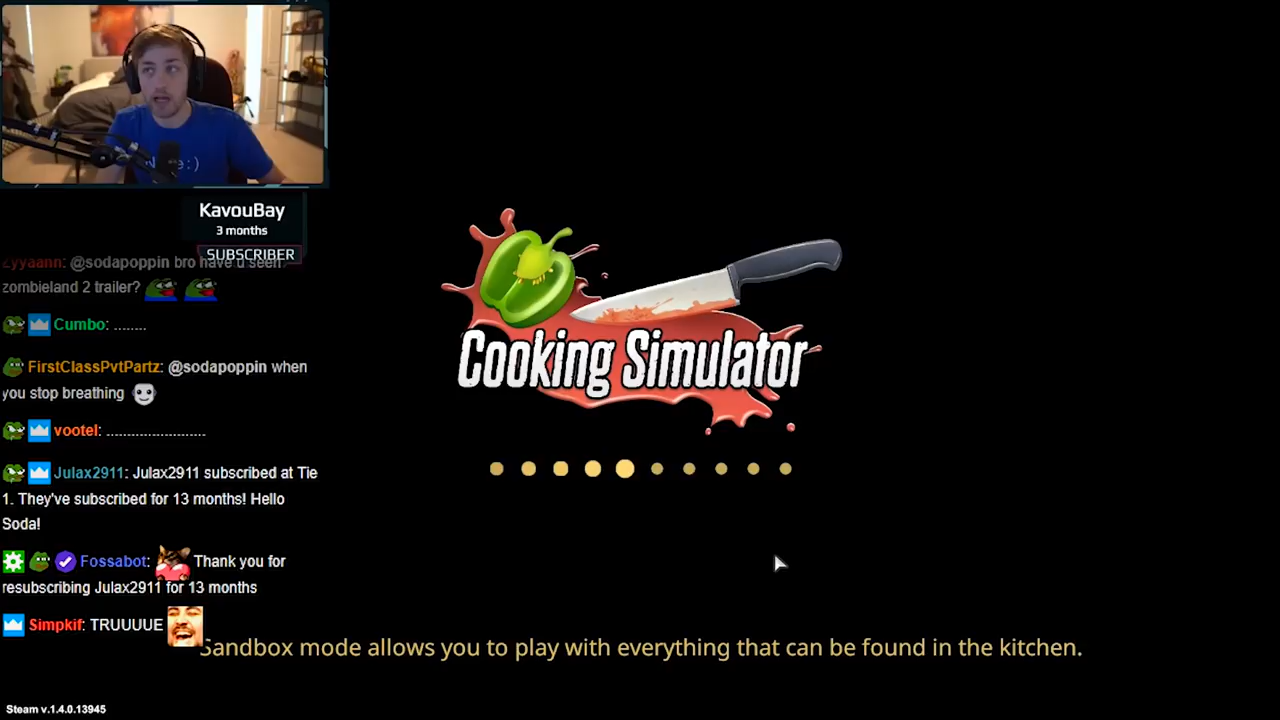 KavouBay
3 months
SUBSCRIBER
Zyyaann: @sodapoppin bro have u seen
zombieland 2 trailer?
Cumbo: ........
FirstClassPvtPartz: @sodapoppin when
you stop breathing
vootel: ........................
Julax2911: Julax2911 subscribed at Tie
1. They've subscribed for 13 months! Hello
Soda!
Fossabot: Thank you for
resubscribing Julax2911 for 13 months
Simpkif: TRUUUUE
Cooking Simulator
Sandbox mode allows you to play with everything that can be found in the kitchen.
Steam v.1.4.0.13945